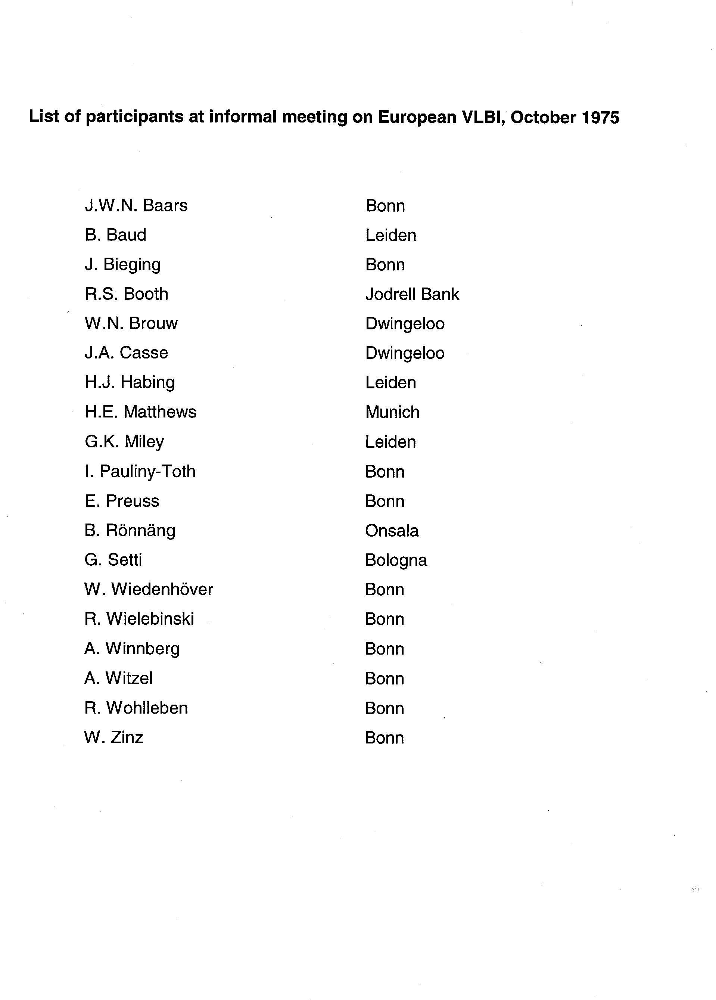 List of participants at informal meeting on European VLBI, October 1975
J.W.N. Baars Bonn
B. Baud Leiden
J. Bieging Bonn
R.S. Booth Jodrell Bank
W.N. Brouw Dwingeloo
J.A. Casse Dwingeloo
H.J. Habing Leiden
H.E. Matthews Munich
G.K. Miley Leiden
I. Pauliny-Toth Bonn
E. Preuss Bonn
B. Rönnäng Onsala
G. Setti Bologna
W. Wiedenhöver Bonn
R. Wielebinski Bonn
A. Winnberg Bonn
A. Witzel Bonn
R. Wohlleben Bonn
W. Zinz Bonn